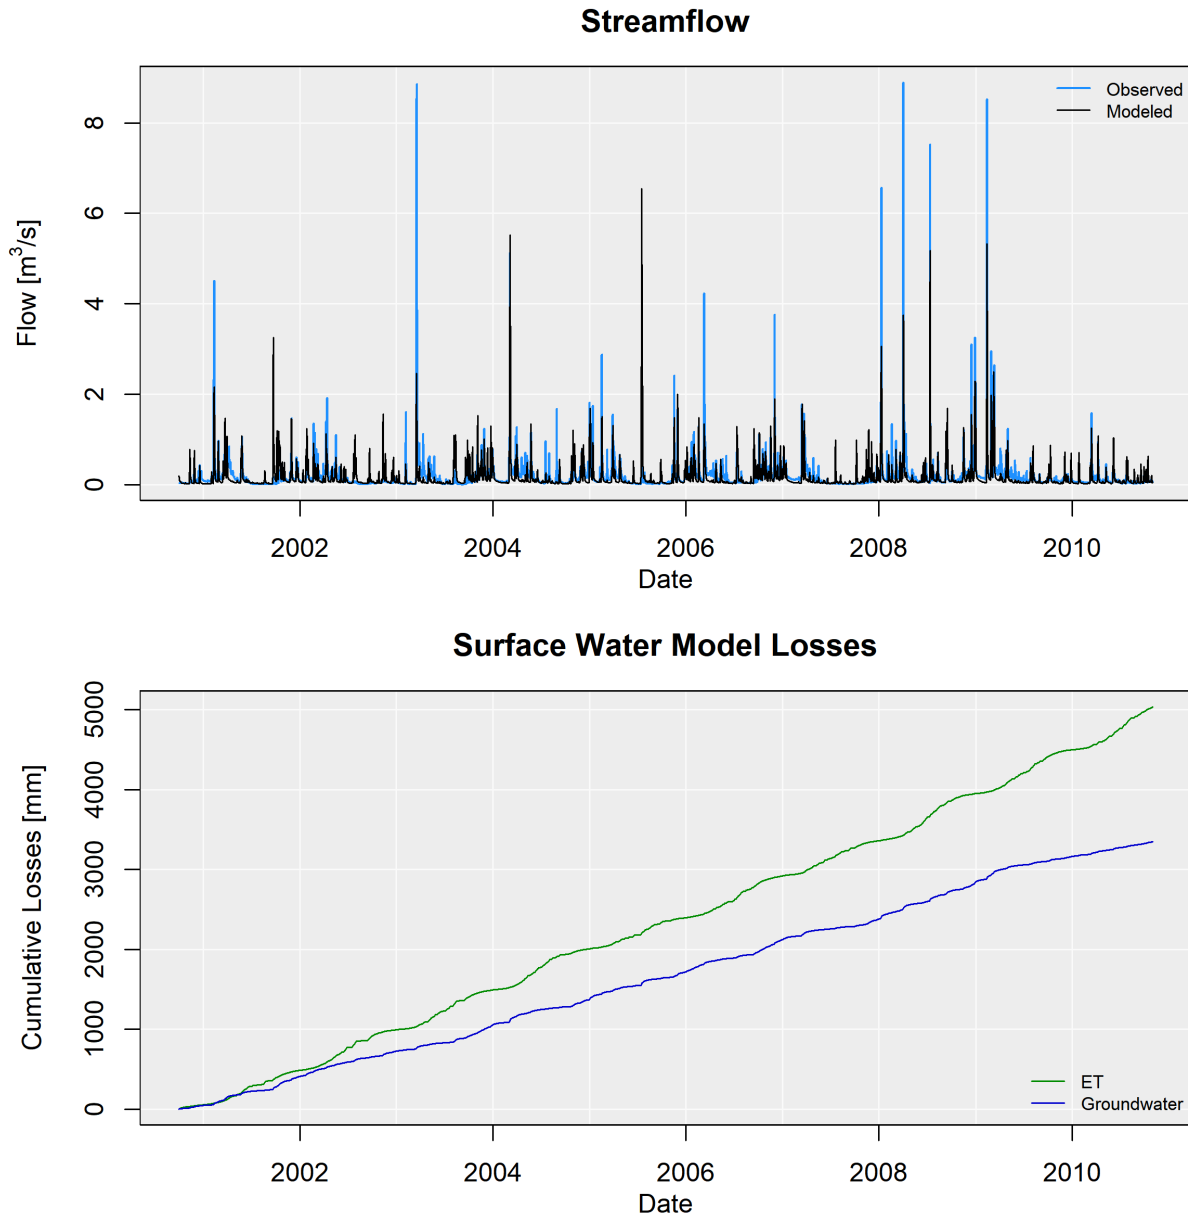 Streamflow
Observed
Modeled
8
6
4
2
0
Flow [m³/s]
2002 2004 2006 2008 2010
Date
Surface Water Model Losses
5000
4000
3000
2000
1000
0
Cumulative Losses [mm]
ET
Groundwater
2002 2004 2006 2008 2010
Date